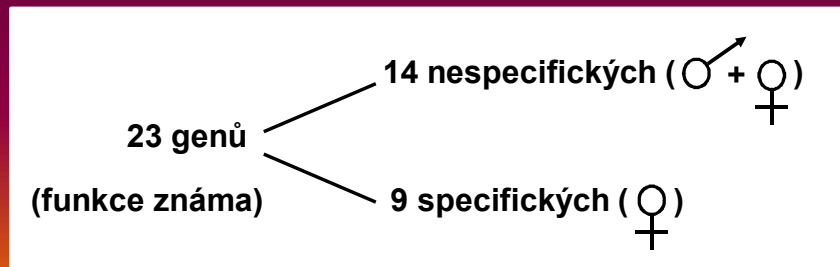 14 nespecifických (♂ + ♀)
23 genů
(funkce známa)
9 specifických (♀)